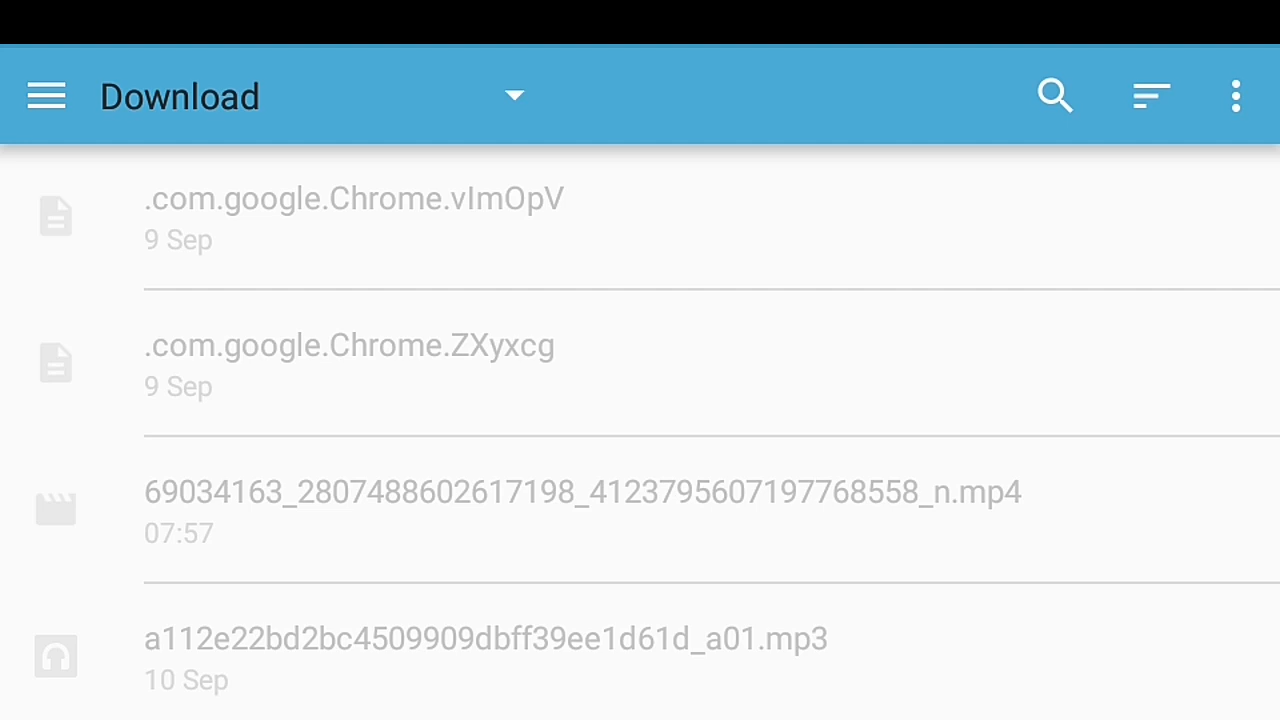 Download
.com.google.Chrome.vImOpV
9 Sep
.com.google.Chrome.ZXyxcg
9 Sep
69034163_2807488602617198_4123795607197768558_n.mp4
07:57
a112e22bd2bc4509909dbff39ee1d61d_a01.mp3
10 Sep